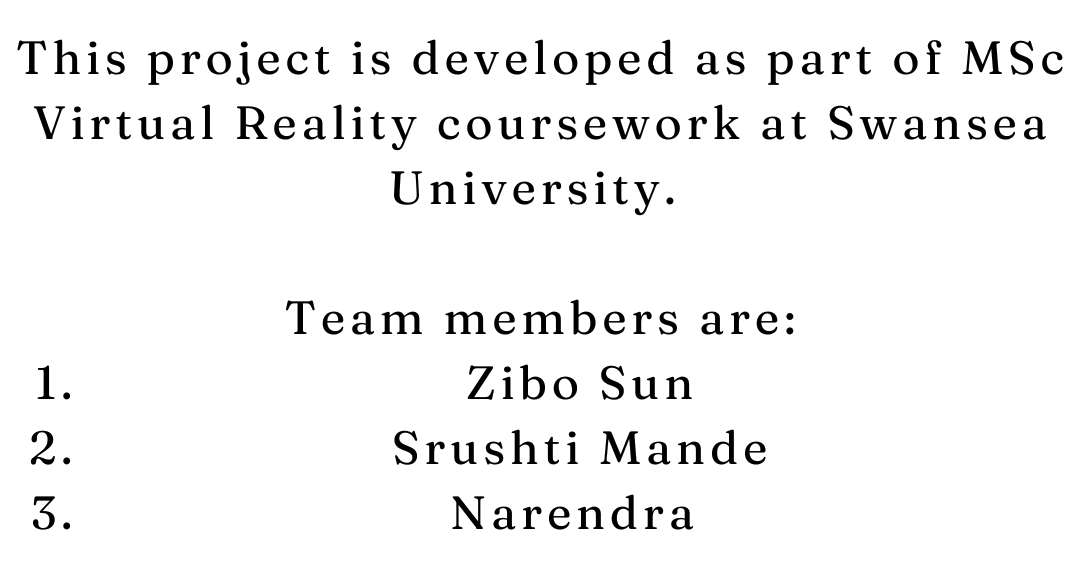 This project is developed as part of MSc
Virtual Reality coursework at Swansea
University.
Team members are:
1. Zibo Sun
2. Srushti Mande
3. Narendra